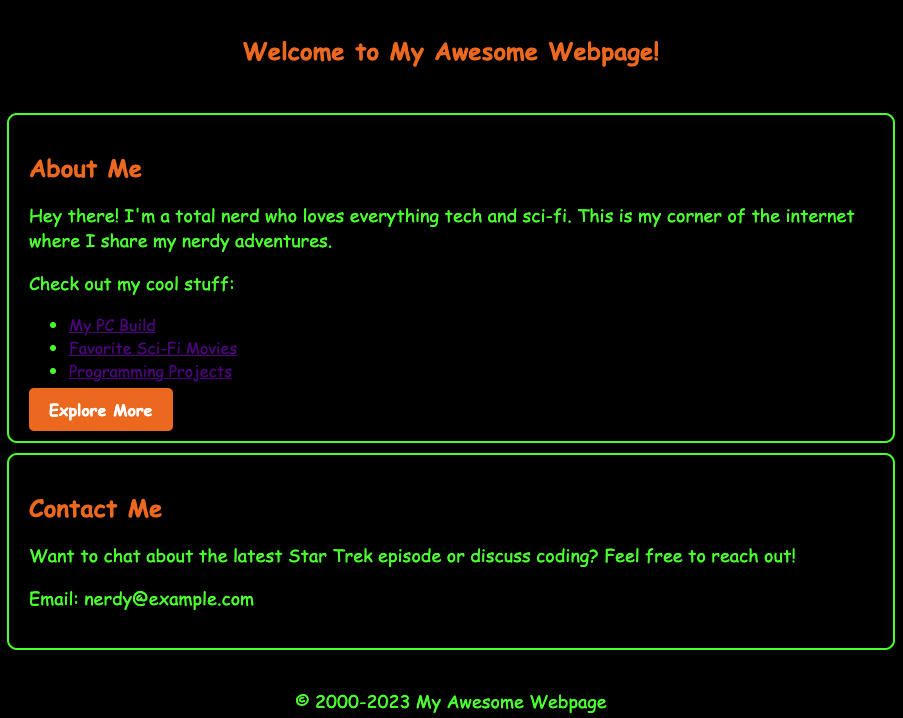 Welcome to My Awesome Webpage!
About Me
Hey there! I'm a total nerd who loves everything tech and sci-fi. This is my corner of the internet
where I share my nerdy adventures.
Check out my cool stuff:
My PC Build
Favorite Sci-Fi Movies
Programming Projects
Explore More
Contact Me
Want to chat about the latest Star Trek episode or discuss coding? Feel free to reach out!
Email: nerdy@example.com
© 2000-2023 My Awesome Webpage